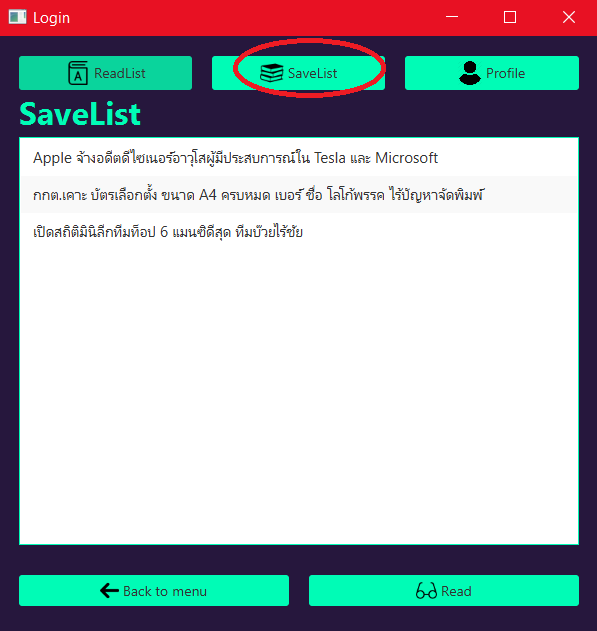 Login
ReadList
SaveList
Profile
SaveList
Apple จ้างอดีตดีไซเนอร์อาวุโสผู้มีประสบการณ์ใน Tesla และ Microsoft
กกต.เคาะ บัตรเลือกตั้ง ขนาด A4 ครบหมด เบอร์ ชื่อ โลโก้พรรค ไร้ปัญหาจัดพิมพ์
เปิดสถิติมินิลีกทีมท็อป 6 แมนซิดีสุด ทีมบ๊วยไร้ชัย
Back to menu
Read